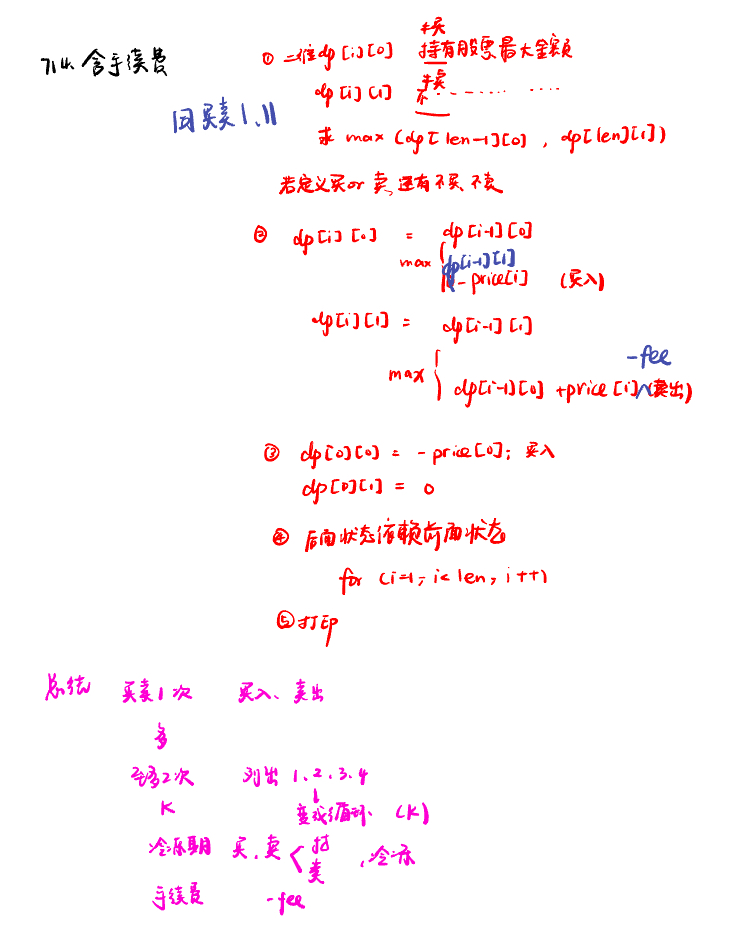 714 含手续费
同买卖 I、II
① 二维dp[i][0] 持有股票最大金额
未买
dp[i][1] 不 ……
未卖
求 max (dp[len-1][0] , dp[len][1])
若定义买or 卖, 还有不买, 不卖
② dp[i][0] = dp[i-1][0]
max { dp[i-1][1]
- price[i] (买入)
dp[i][1] = dp[i-1][1]
max { dp[i-1][0] +price[i] -fee (卖出)
③ dp[0][0] = - price[0]; 买入
dp[0][1] = 0
④ 后面状态依赖前面状态
for (i=1; i<len; i++)
⑤打印
总结 买卖1次 买入、卖出
多
至多2次 列出 1、2、3、4
K 变成循环 (K)
冷冻期 买、卖 < 持 卖 , 冷冻
手续费 -fee